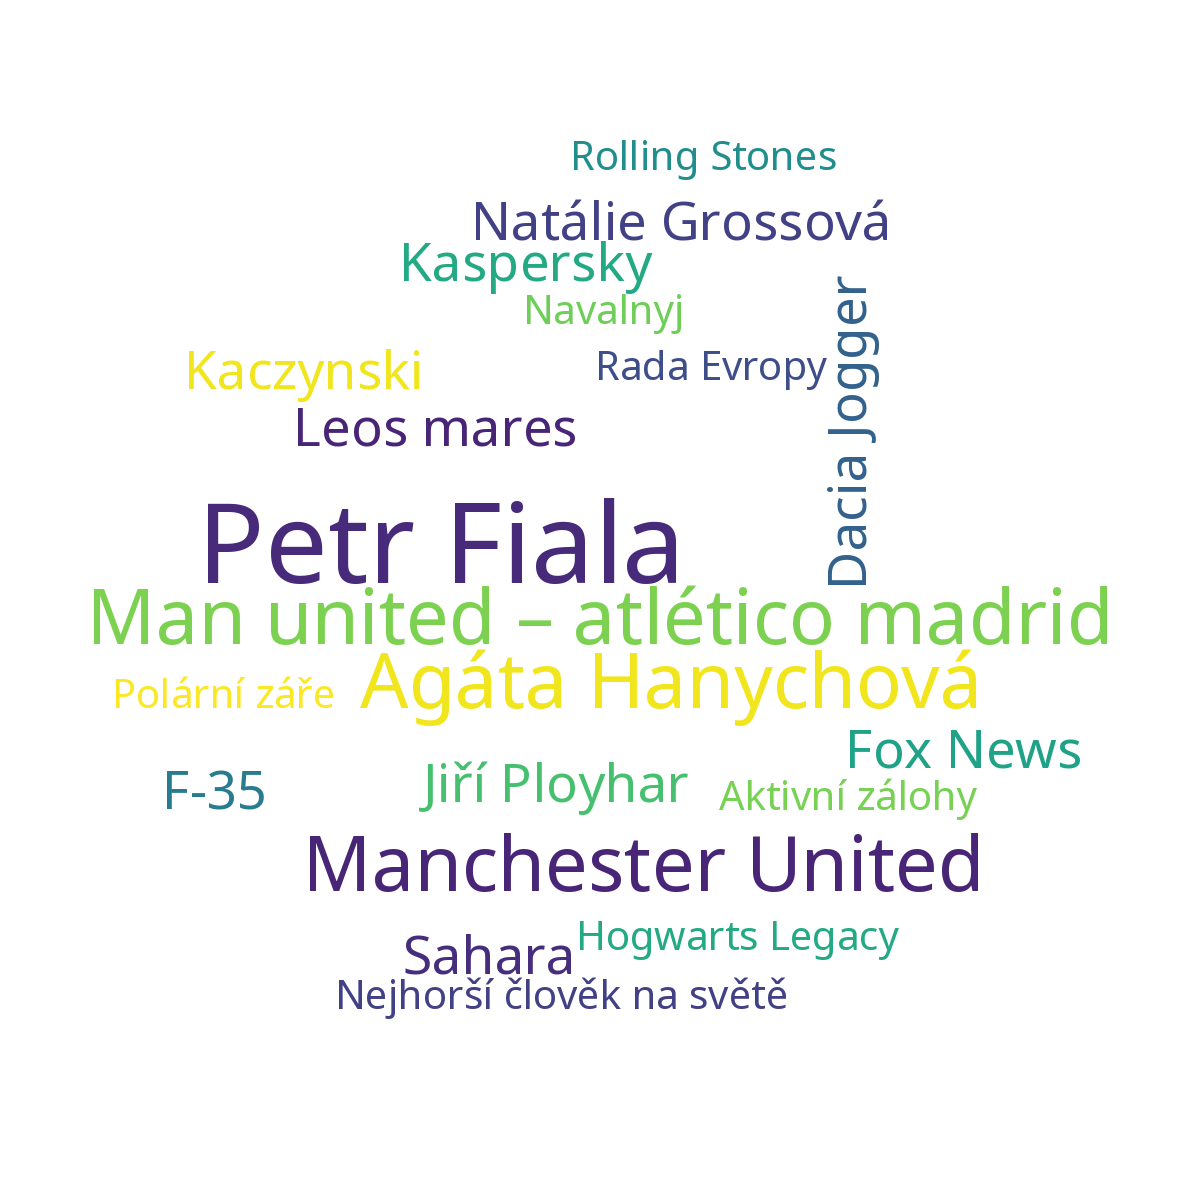 Rolling Stones
Natálie Grossová
Kaspersky
Navalnyj
Dacia Jogger
Kaczynski
Rada Evropy
Leos mares
Petr Fiala
Man united – atlético madrid
Agáta Hanychová
Polární záře
Fox News
Jiří Ployhar
F-35
Aktivní zálohy
Manchester United
Hogwarts Legacy
Sahara
Nejhorší člověk na světě